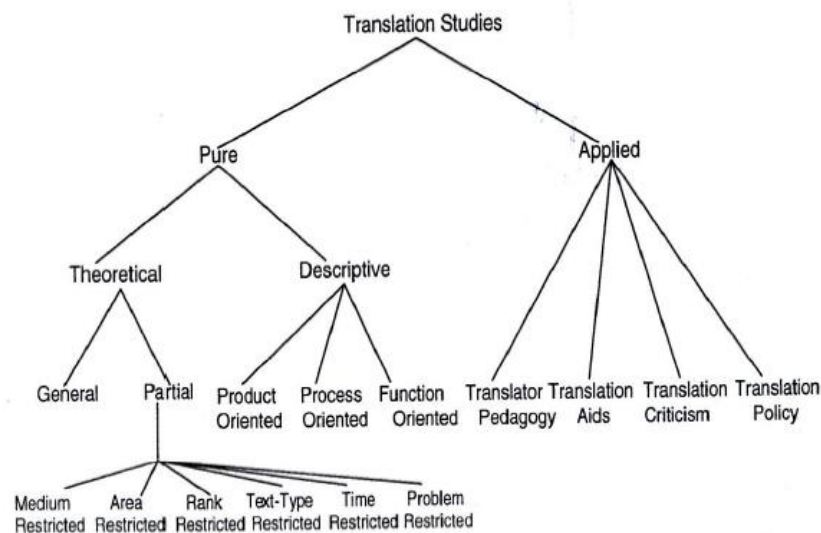 Translation Studies
Pure
Applied
Theoretical
Descriptive
General
Partial
Product
Oriented
Process
Oriented
Function
Oriented
Translator
Pedagogy
Translation
Aids
Translation
Criticism
Translation
Policy
Medium
Restricted
Area
Restricted
Rank
Restricted
Text-Type
Restricted
Time
Restricted
Problem
Restricted